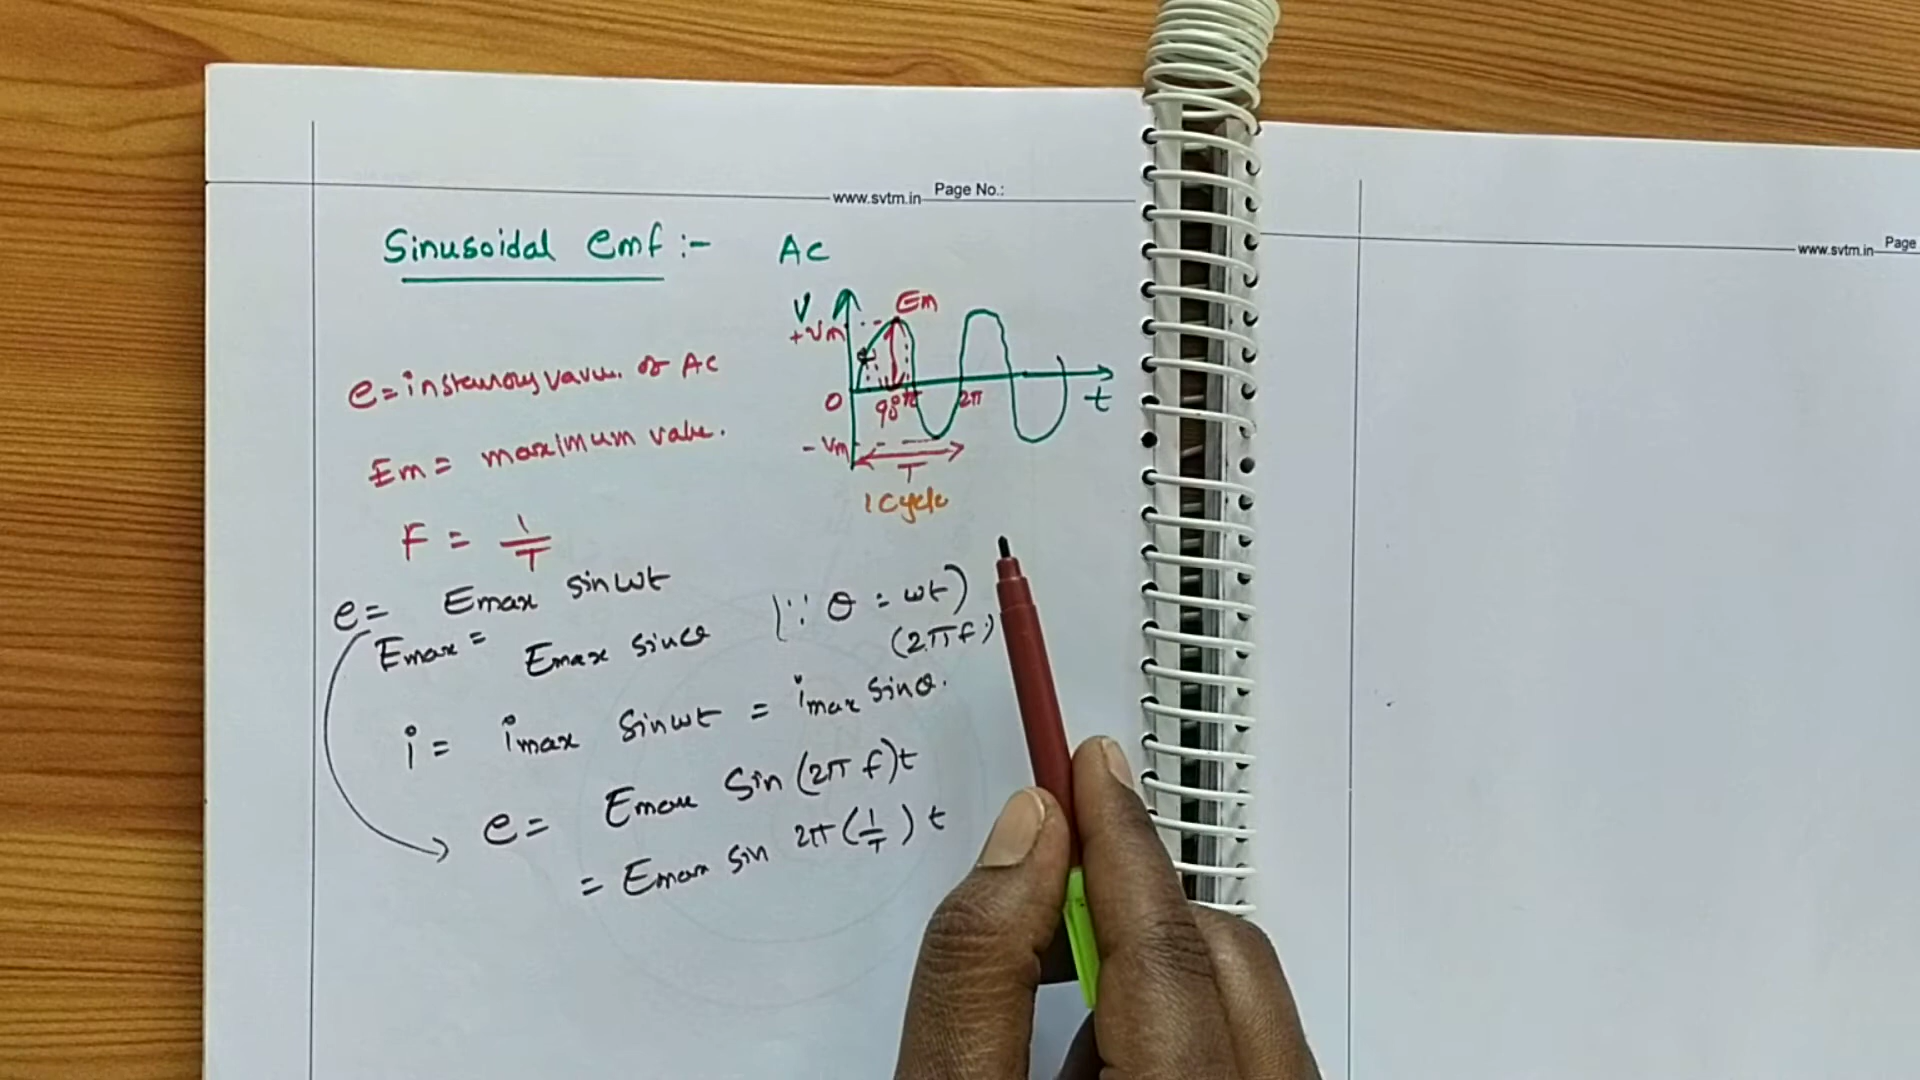 www.svtm.in Page No.:
Sinusoidal emf :- AC
V
+Vm
Em
0
90°
π
2π
t
-Vm
T
1 cycle
e = of AC
Em = maximum value.
F = 1/T
e = Emax sinωt
Emax = Emax sinθ (∵ θ = ωt)
(2πf)
i = imax sinωt = imax sinθ.
e = Emax Sin (2π f)t
= Emax sin 2π (1/T) t
www.svtm.in Page